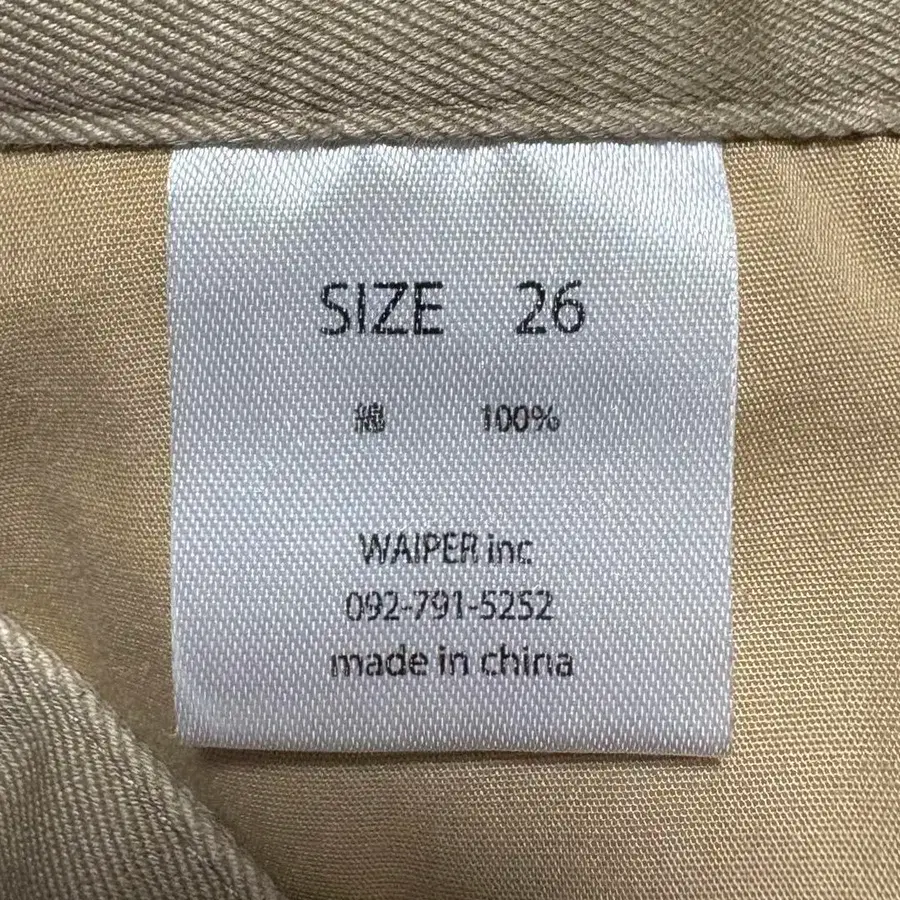 SIZE 26
綿 100%
WAIPER inc
092-791-5252
made in china